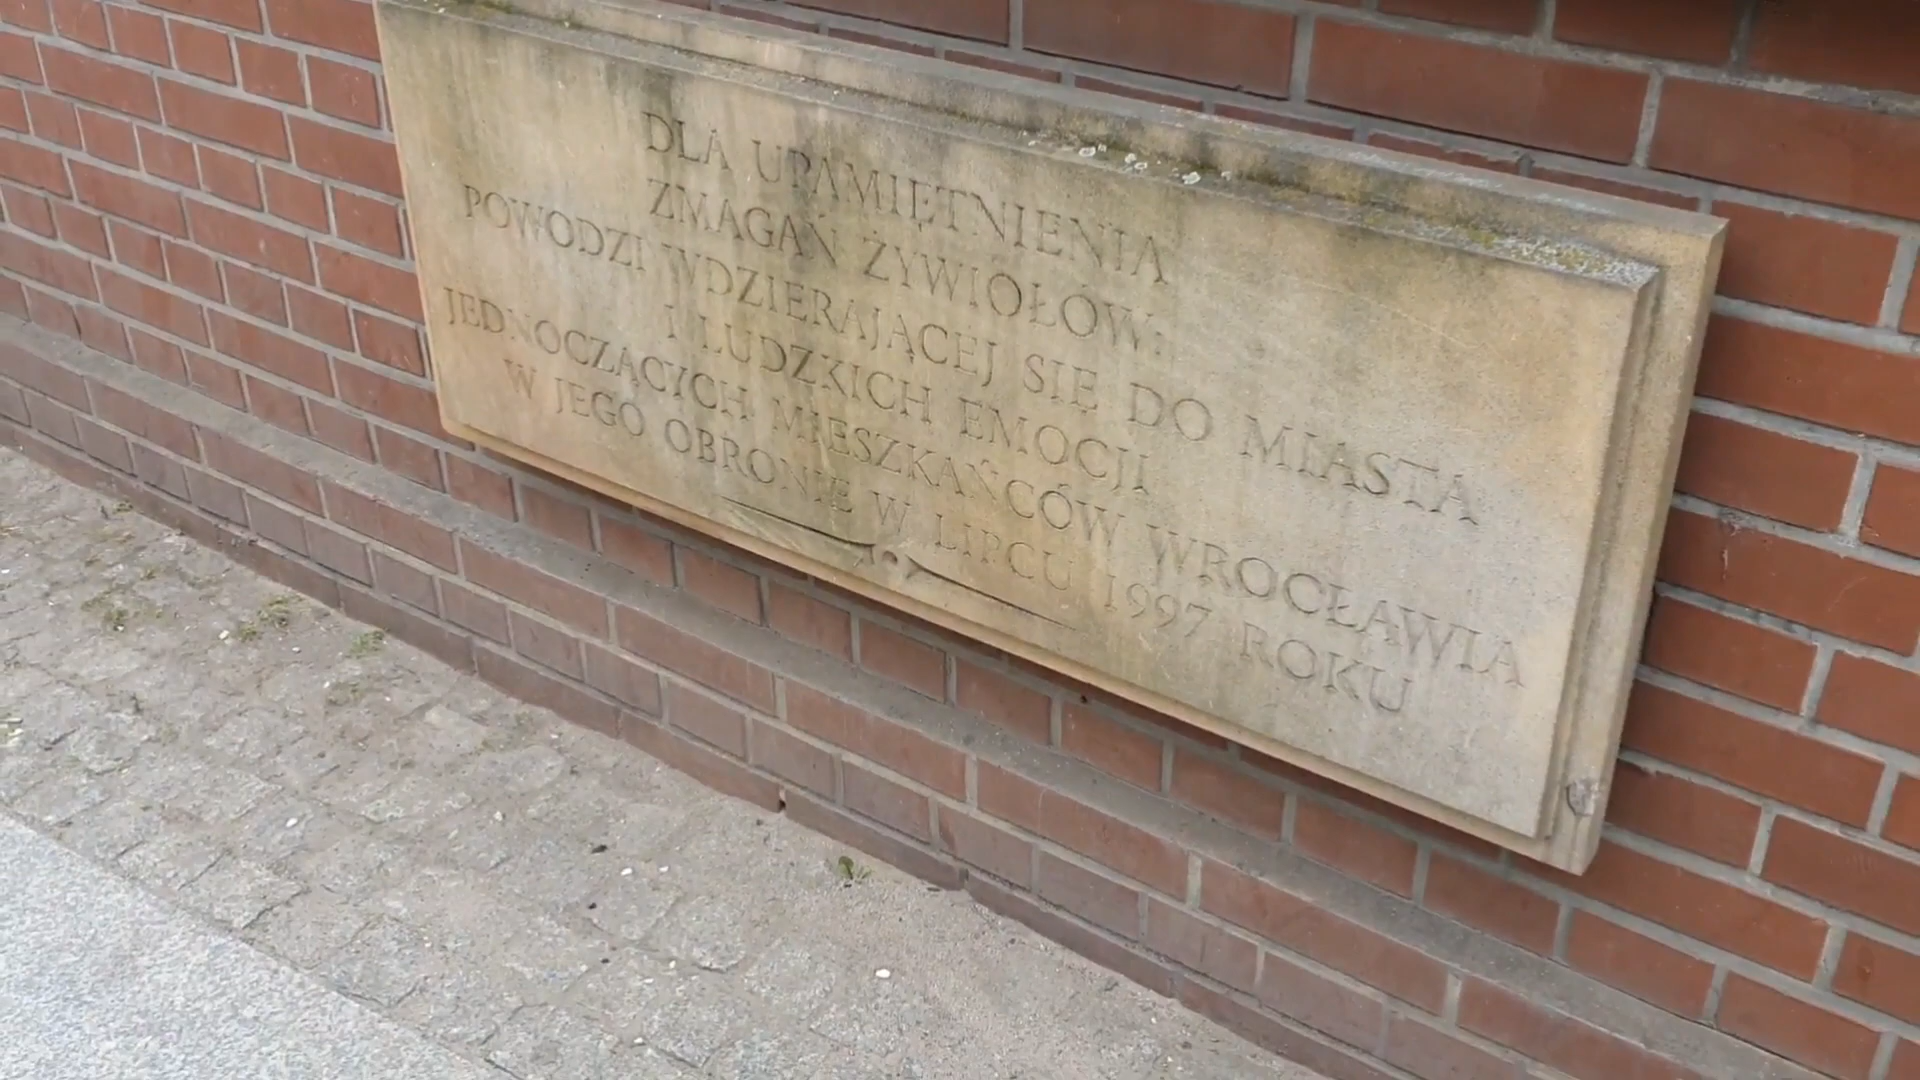 DLA UPAMIĘTNIENIA
ZMAGAŃ ŻYWIOŁÓW:
POWODZI WDZIERAJĄCEJ SIĘ DO MIASTA
I LUDZKICH EMOCJI
JEDNOCZĄCYCH MIESZKAŃCÓW WROCŁAWIA
W JEGO OBRONIE W LIPCU 1997 ROKU